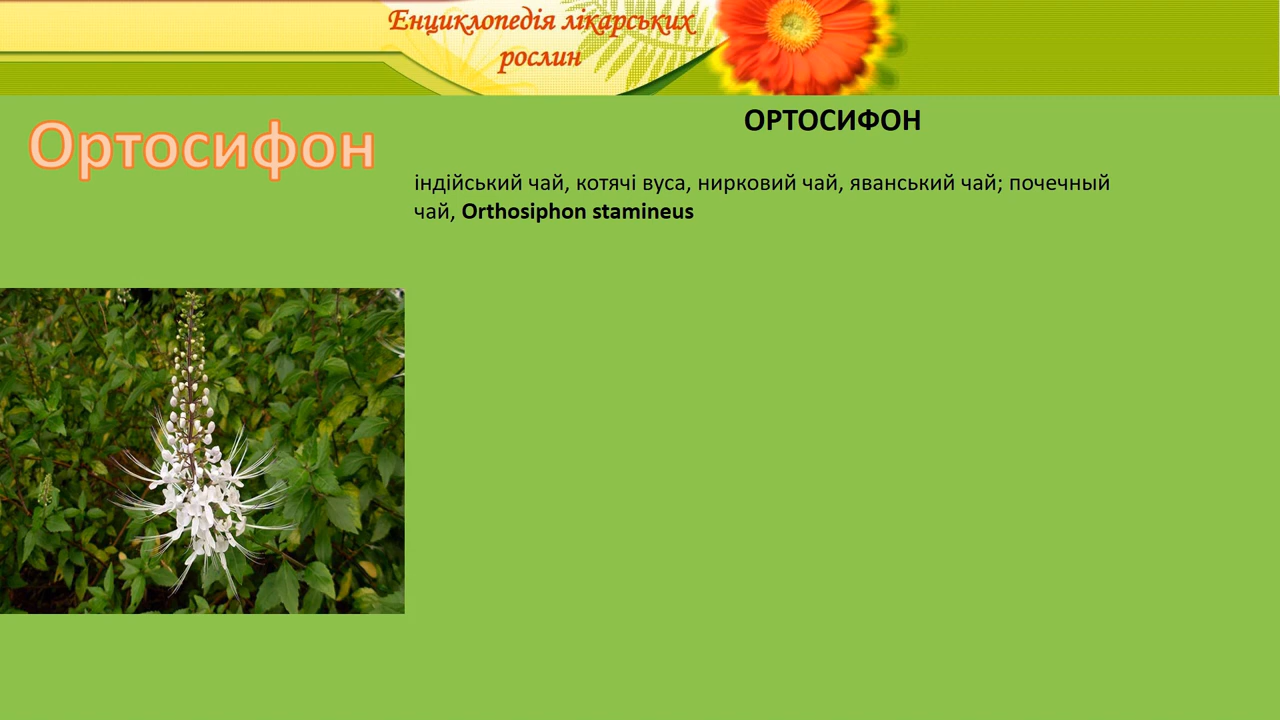 Енциклопедія лікарських
рослин
Ортосифон
ОРТОСИФОН
індійський чай, котячі вуса, нирковий чай, яванський чай; почечный
чай, Orthosiphon stamineus